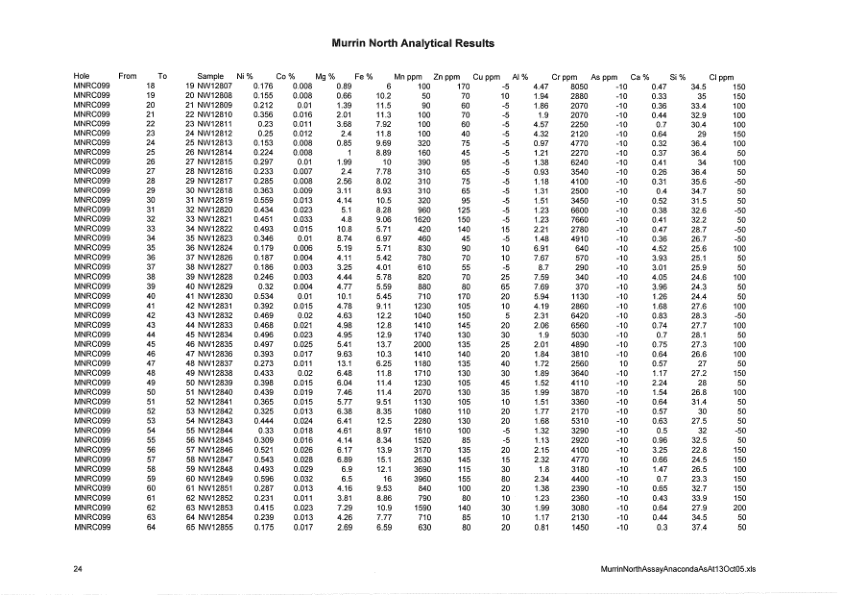 Murrin North Analytical Results
Hole From To Sample Ni % Co % Mg % Fe % Mn ppm Zn ppm Cu ppm Al % Cr ppm As ppm Ca % Si % Cl ppm
MNRC099 18 19 NW12807 0.176 0.008 0.89 6 100 170 -5 4.47 8050 -10 0.47 34.5 150
MNRC099 19 20 NW12808 0.155 0.008 0.66 10.2 50 70 10 1.94 2880 -10 0.33 35 150
MNRC099 20 21 NW12809 0.212 0.01 1.39 11.5 90 60 -5 1.86 2070 -10 0.36 33.4 100
MNRC099 21 22 NW12810 0.356 0.016 2.01 11.3 100 70 -5 1.9 2070 -10 0.44 32.9 100
MNRC099 22 23 NW12811 0.23 0.011 3.68 7.92 100 60 -5 4.57 2250 -10 0.7 30.4 100
MNRC099 23 24 NW12812 0.25 0.012 2.4 11.8 100 40 -5 4.32 2120 -10 0.64 29 150
MNRC099 24 25 NW12813 0.153 0.008 0.85 9.69 320 75 -5 0.97 4770 -10 0.32 36.4 100
MNRC099 25 26 NW12814 0.224 0.008 1 8.89 160 45 -5 1.21 2270 -10 0.37 36.4 50
MNRC099 26 27 NW12815 0.297 0.01 1.99 10 390 95 -5 1.38 6240 -10 0.41 34 100
MNRC099 27 28 NW12816 0.233 0.007 2.4 7.78 310 65 -5 0.93 3540 -10 0.26 36.4 50
MNRC099 28 29 NW12817 0.285 0.008 2.56 8.02 310 75 -5 1.18 4100 -10 0.31 35.6 -50
MNRC099 29 30 NW12818 0.363 0.009 3.11 8.93 310 65 -5 1.31 2500 -10 0.4 34.7 50
MNRC099 30 31 NW12819 0.559 0.013 4.14 10.5 320 95 -5 1.51 3450 -10 0.52 31.5 50
MNRC099 31 32 NW12820 0.434 0.023 5.1 8.28 960 125 -5 1.23 6600 -10 0.38 32.6 -50
MNRC099 32 33 NW12821 0.451 0.033 4.8 9.06 1620 150 -5 1.23 7660 -10 0.41 32.2 50
MNRC099 33 34 NW12822 0.493 0.015 10.8 5.71 420 140 15 2.21 2780 -10 0.47 28.7 -50
MNRC099 34 35 NW12823 0.346 0.01 8.74 6.97 460 45 -5 1.48 4910 -10 0.36 26.7 -50
MNRC099 35 36 NW12824 0.179 0.006 5.19 5.71 830 90 10 6.91 640 -10 4.52 25.6 100
MNRC099 36 37 NW12826 0.187 0.004 4.11 5.42 780 70 10 7.67 570 -10 3.93 25.1 50
MNRC099 37 38 NW12827 0.186 0.003 3.25 4.01 610 55 -5 8.7 290 -10 3.01 25.9 50
MNRC099 38 39 NW12828 0.246 0.003 4.44 5.78 820 70 25 7.59 340 -10 4.05 24.6 100
MNRC099 39 40 NW12829 0.32 0.004 4.77 5.59 880 80 65 7.69 370 -10 3.96 24.3 50
MNRC099 40 41 NW12830 0.534 0.01 10.1 5.45 710 170 20 5.94 1130 -10 1.26 24.4 50
MNRC099 41 42 NW12831 0.392 0.015 4.78 9.11 1230 105 10 4.19 2860 -10 1.68 27.6 100
MNRC099 42 43 NW12832 0.469 0.02 4.63 12.2 1040 150 5 2.31 6420 -10 0.83 28.3 -50
MNRC099 43 44 NW12833 0.468 0.021 4.98 12.8 1410 145 20 2.06 6560 -10 0.74 27.7 100
MNRC099 44 45 NW12834 0.496 0.023 4.95 12.9 1740 130 30 1.9 5030 -10 0.7 28.1 50
MNRC099 45 46 NW12835 0.497 0.025 5.41 13.7 2000 135 25 2.01 4890 -10 0.75 27.3 100
MNRC099 46 47 NW12836 0.393 0.017 9.63 10.3 1410 140 20 1.84 3810 -10 0.64 26.6 100
MNRC099 47 48 NW12837 0.273 0.011 13.1 6.25 1180 135 40 1.72 2560 10 0.57 27 50
MNRC099 48 49 NW12838 0.433 0.02 6.48 11.8 1710 130 30 1.89 3640 -10 1.17 27.2 150
MNRC099 49 50 NW12839 0.398 0.015 6.04 11.4 1230 105 45 1.52 4110 -10 2.24 28 50
MNRC099 50 51 NW12840 0.439 0.019 7.46 11.4 2070 130 35 1.99 3870 -10 1.54 26.8 100
MNRC099 51 52 NW12841 0.365 0.015 5.77 9.51 1130 105 10 1.51 3360 -10 0.64 31.4 50
MNRC099 52 53 NW12842 0.325 0.013 6.38 8.35 1080 110 20 1.77 2170 -10 0.57 30 50
MNRC099 53 54 NW12843 0.444 0.024 6.41 12.5 2280 130 20 1.68 5310 -10 0.63 27.5 50
MNRC099 54 55 NW12844 0.33 0.018 4.61 8.97 1610 100 -5 1.32 3290 -10 0.5 32 -50
MNRC099 55 56 NW12845 0.309 0.016 4.14 8.34 1520 85 -5 1.13 2920 -10 0.96 32.5 50
MNRC099 56 57 NW12846 0.521 0.026 6.17 13.9 3170 135 20 2.15 4100 -10 3.25 22.8 150
MNRC099 57 58 NW12847 0.543 0.028 6.89 15.1 2630 145 15 2.32 4770 10 0.66 24.5 150
MNRC099 58 59 NW12848 0.493 0.029 6.9 12.1 3690 115 30 1.8 3180 -10 1.47 26.5 100
MNRC099 59 60 NW12849 0.596 0.032 6.5 16 3960 155 80 2.34 4400 -10 0.7 23.3 150
MNRC099 60 61 NW12851 0.287 0.013 4.16 9.53 840 100 20 1.38 2390 -10 0.65 32.7 150
MNRC099 61 62 NW12852 0.231 0.011 3.81 8.86 790 80 10 1.23 2360 -10 0.43 33.9 150
MNRC099 62 63 NW12853 0.415 0.023 7.29 10.9 1590 140 30 1.99 3080 -10 0.64 27.9 200
MNRC099 63 64 NW12854 0.239 0.013 4.26 7.77 710 85 10 1.17 2130 -10 0.44 34.5 50
MNRC099 64 65 NW12855 0.175 0.017 2.69 6.59 630 80 20 0.81 1450 -10 0.3 37.4 50
24 MurrinNorthAssayAnacondaAsAt13Oct05.xls